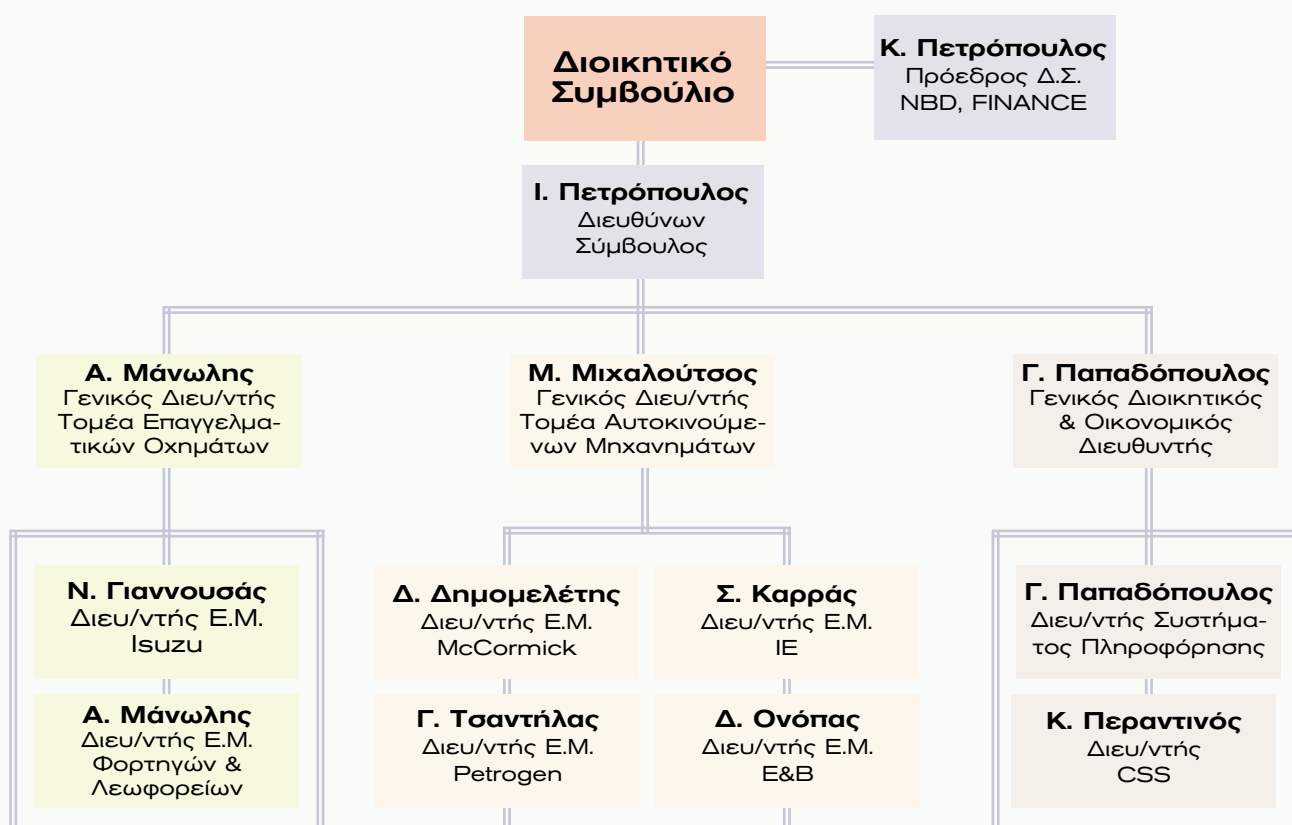 Διοικητικό
Συμβούλιο
Κ. Πετρόπουλος
Πρόεδρος Δ.Σ.
NBD, FINANCE
Ι. Πετρόπουλος
Διευθύνων
Σύμβουλος
Α. Μάνωλης
Γενικός Διευ/ντής
Τομέα Επαγγελμα-
τικών Οχημάτων
Μ. Μιχαλούτσος
Γενικός Διευ/ντής
Τομέα Αυτοκινούμε-
νων Μηχανημάτων
Γ. Παπαδόπουλος
Γενικός Διοικητικός
& Οικονομικός
Διευθυντής
Ν. Γιαννουσάς
Διευ/ντής Ε.Μ.
Isuzu
Δ. Δημομελέτης
Διευ/ντής Ε.Μ.
McCormick
Σ. Καρράς
Διευ/ντής Ε.Μ.
IE
Γ. Παπαδόπουλος
Διευ/ντής Συστήμα-
τος Πληροφόρησης
Α. Μάνωλης
Διευ/ντής Ε.Μ.
Φορτηγών &
Λεωφορείων
Γ. Τσαντήλας
Διευ/ντής Ε.Μ.
Petrogen
Δ. Ονόπας
Διευ/ντής Ε.Μ.
E&B
Κ. Περαντινός
Διευ/ντής
CSS